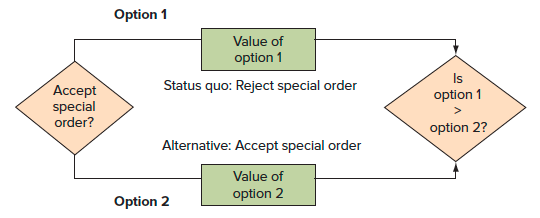 Option 1
Value of
option 1
Status quo: Reject special order
Accept
special
order?
Is
option 1
>
option 2?
Alternative: Accept special order
Value of
option 2
Option 2